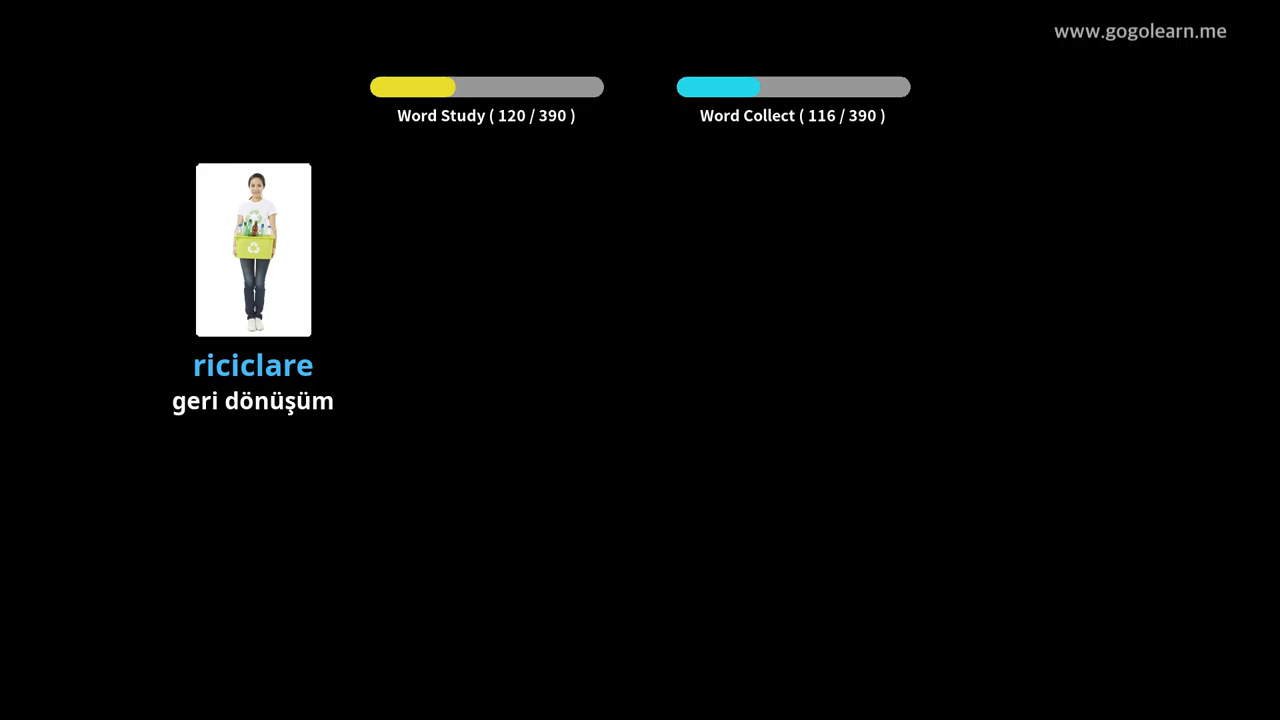 www.gogolearn.me
Word Study ( 120 / 390 )
Word Collect ( 116 / 390 )
riciclare
geri dönüşüm